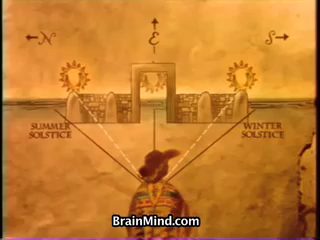 N
E
S
SUMMER
SOLSTICE
WINTER
SOLSTICE
BrainMind.com